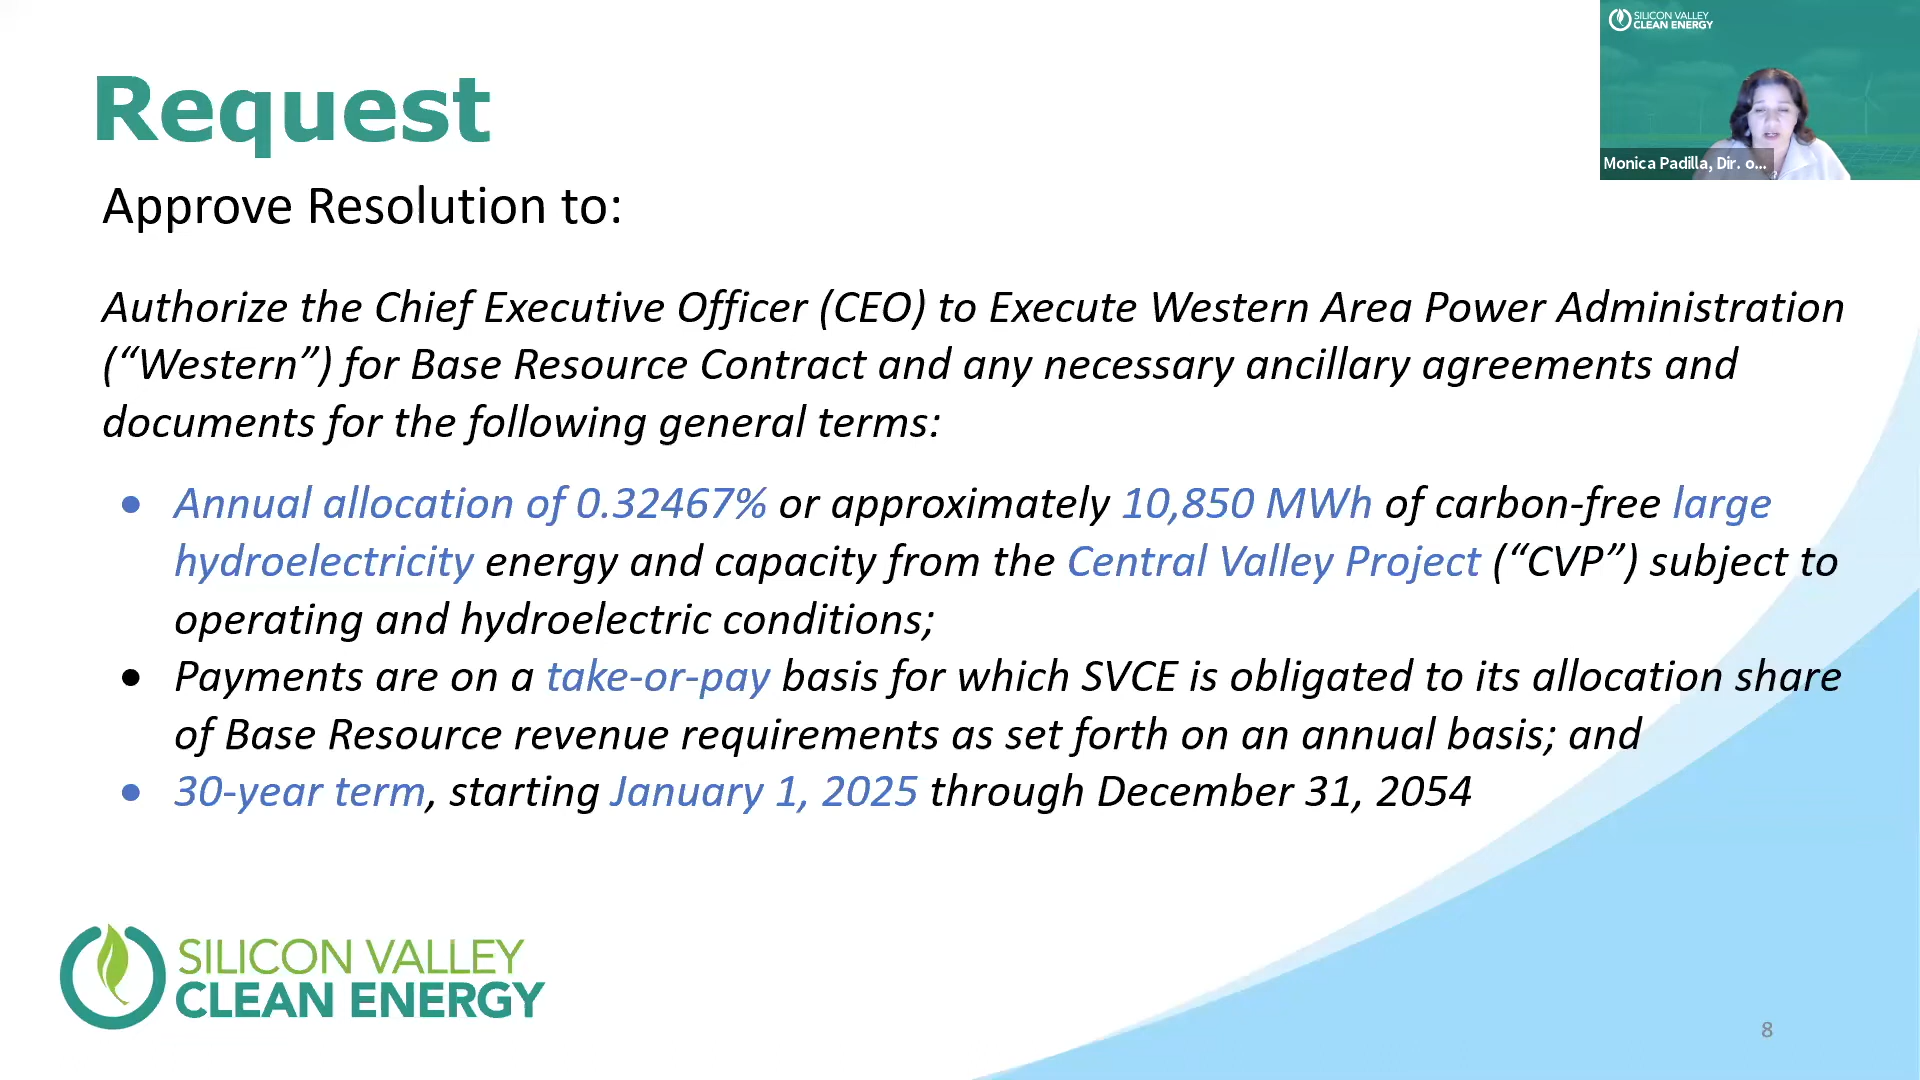 SILICON VALLEY
CLEAN ENERGY
Monica Padilla, Dir. o...
Request
Approve Resolution to:
Authorize the Chief Executive Officer (CEO) to Execute Western Area Power Administration
(“Western”) for Base Resource Contract and any necessary ancillary agreements and
documents for the following general terms:
● Annual allocation of 0.32467% or approximately 10,850 MWh of carbon-free large
hydroelectricity energy and capacity from the Central Valley Project (“CVP”) subject to
operating and hydroelectric conditions;
● Payments are on a take-or-pay basis for which SVCE is obligated to its allocation share
of Base Resource revenue requirements as set forth on an annual basis; and
● 30-year term, starting January 1, 2025 through December 31, 2054
SILICON VALLEY
CLEAN ENERGY
8